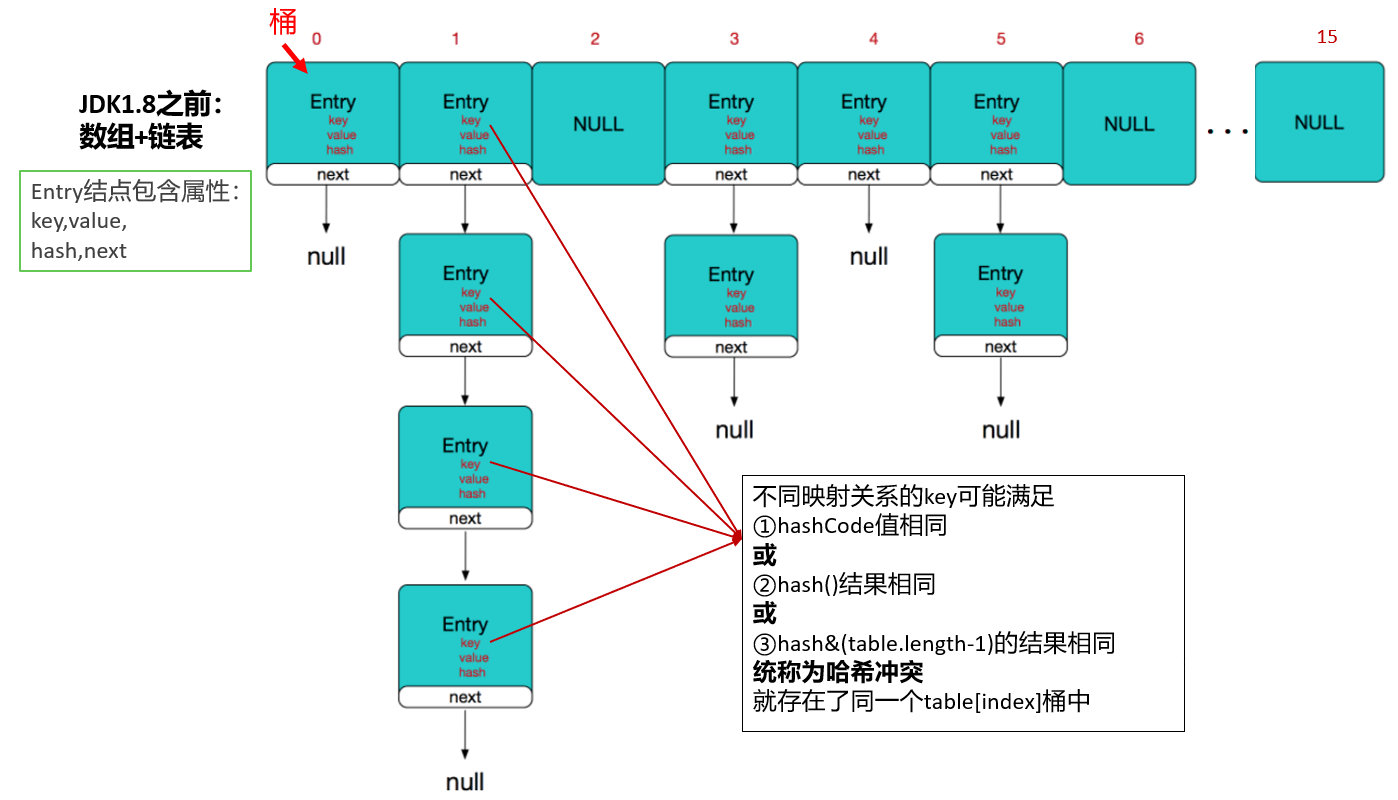 桶
0 1 2 3 4 5 6 15
JDK1.8之前：
数组+链表
Entry结点包含属性：
key,value,
hash,next
Entry
key
value
hash
next
Entry
key
value
hash
next
NULL
Entry
key
value
hash
next
Entry
key
value
hash
next
Entry
key
value
hash
next
NULL
...
NULL
null
Entry
key
value
hash
next
Entry
key
value
hash
next
null
Entry
key
value
hash
next
null
null
Entry
key
value
hash
next
Entry
key
value
hash
next
null
不同映射关系的key可能满足
①hashCode值相同
或
②hash()结果相同
或
③hash&(table.length-1)的结果相同
统称为哈希冲突
就存在了同一个table[index]桶中
null